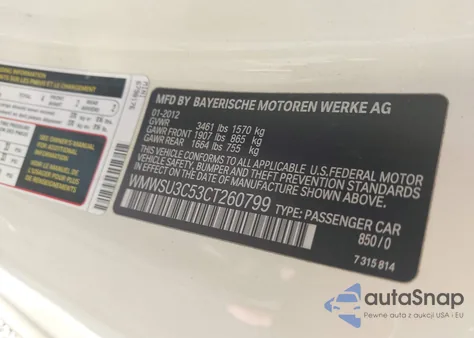 MFD BY BAYERISCHE MOTOREN WERKE AG
01-2012
GVWR 3461 lbs 1570 kg
GAWR FRONT 1907 lbs 865 kg
GAWR REAR 1664 lbs 755 kg
THIS VEHICLE CONFORMS TO ALL APPLICABLE U.S. FEDERAL MOTOR
VEHICLE SAFETY, BUMPER AND THEFT PREVENTION STANDARDS
IN EFFECT ON THE DATE OF MANUFACTURE SHOWN ABOVE.
WMWSU3C53CT260799 TYPE: PASSENGER CAR
850/0
7 315 814
SEE OWNER'S MANUAL
autaSnap
Pewne auta z aukcji USA i EU